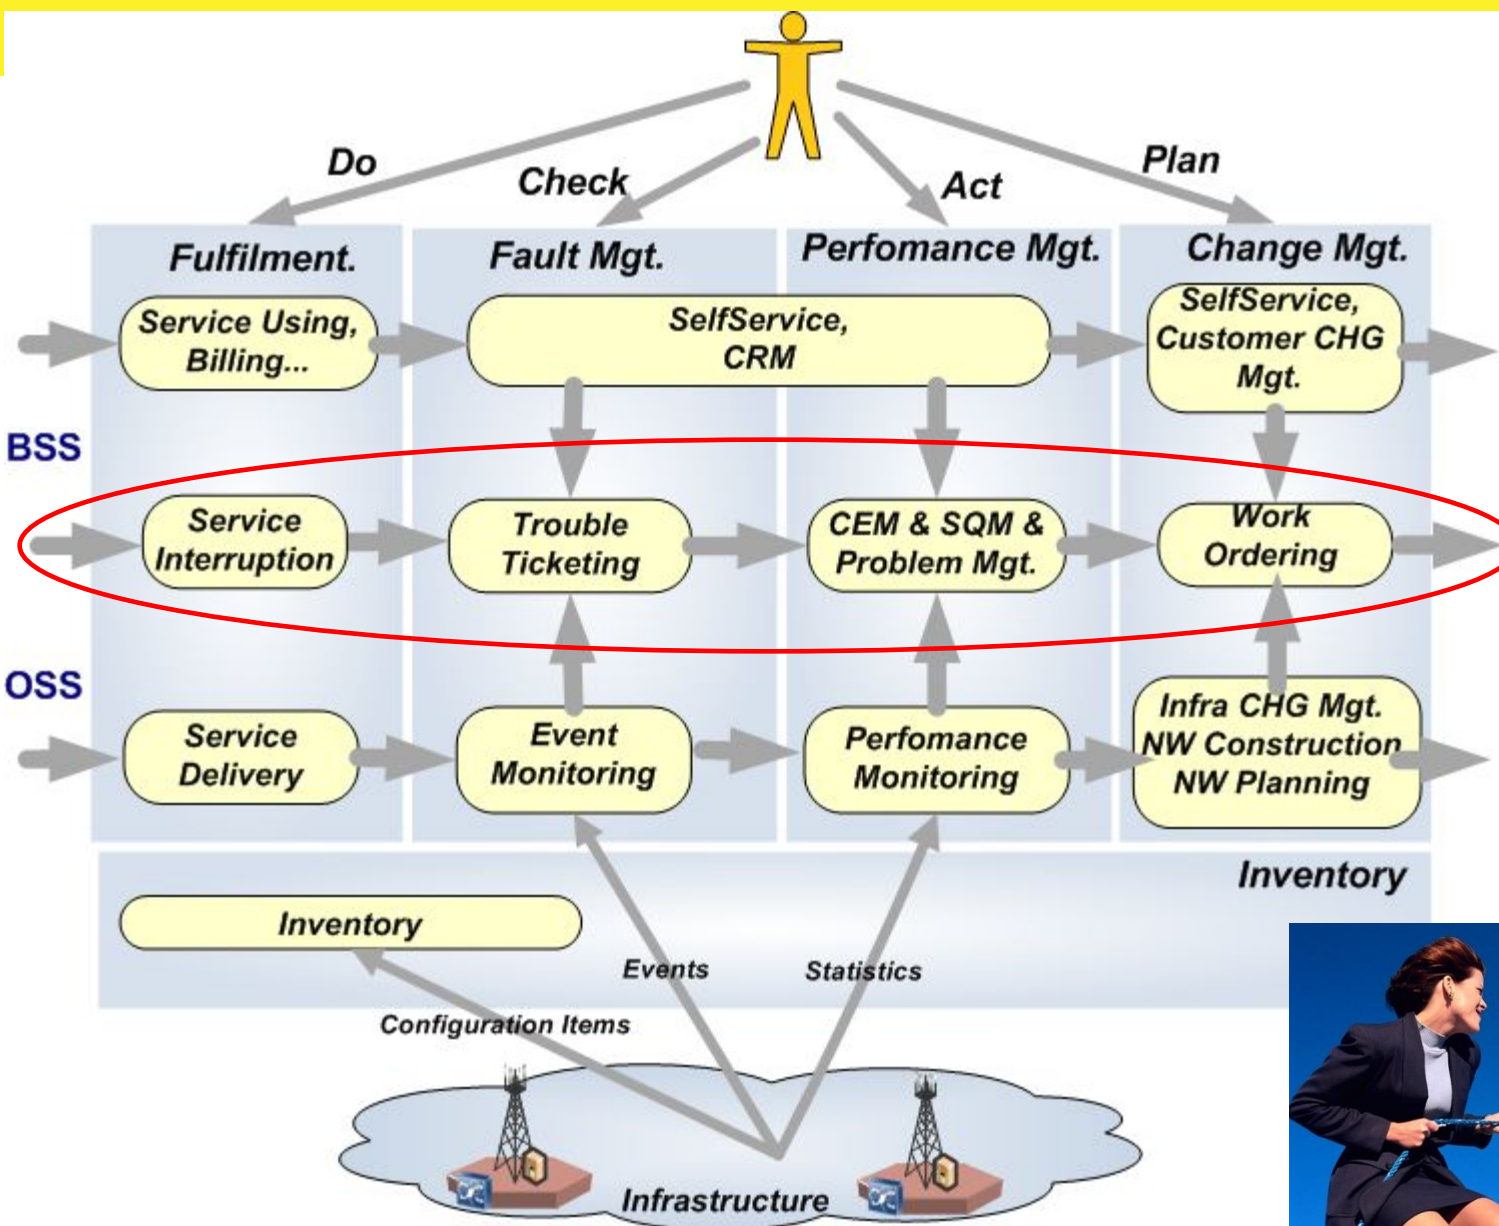 Do
Check
Act
Plan
Fulfilment.
Fault Mgt.
Perfomance Mgt.
Change Mgt.
Service Using,
Billing...
SelfService,
CRM
SelfService,
Customer CHG
Mgt.
BSS
Service
Interruption
Trouble
Ticketing
CEM & SQM &
Problem Mgt.
Work
Ordering
OSS
Service
Delivery
Event
Monitoring
Perfomance
Monitoring
Infra CHG Mgt.
NW Construction
NW Planning
Inventory
Inventory
Events
Statistics
Configuration Items
Infrastructure